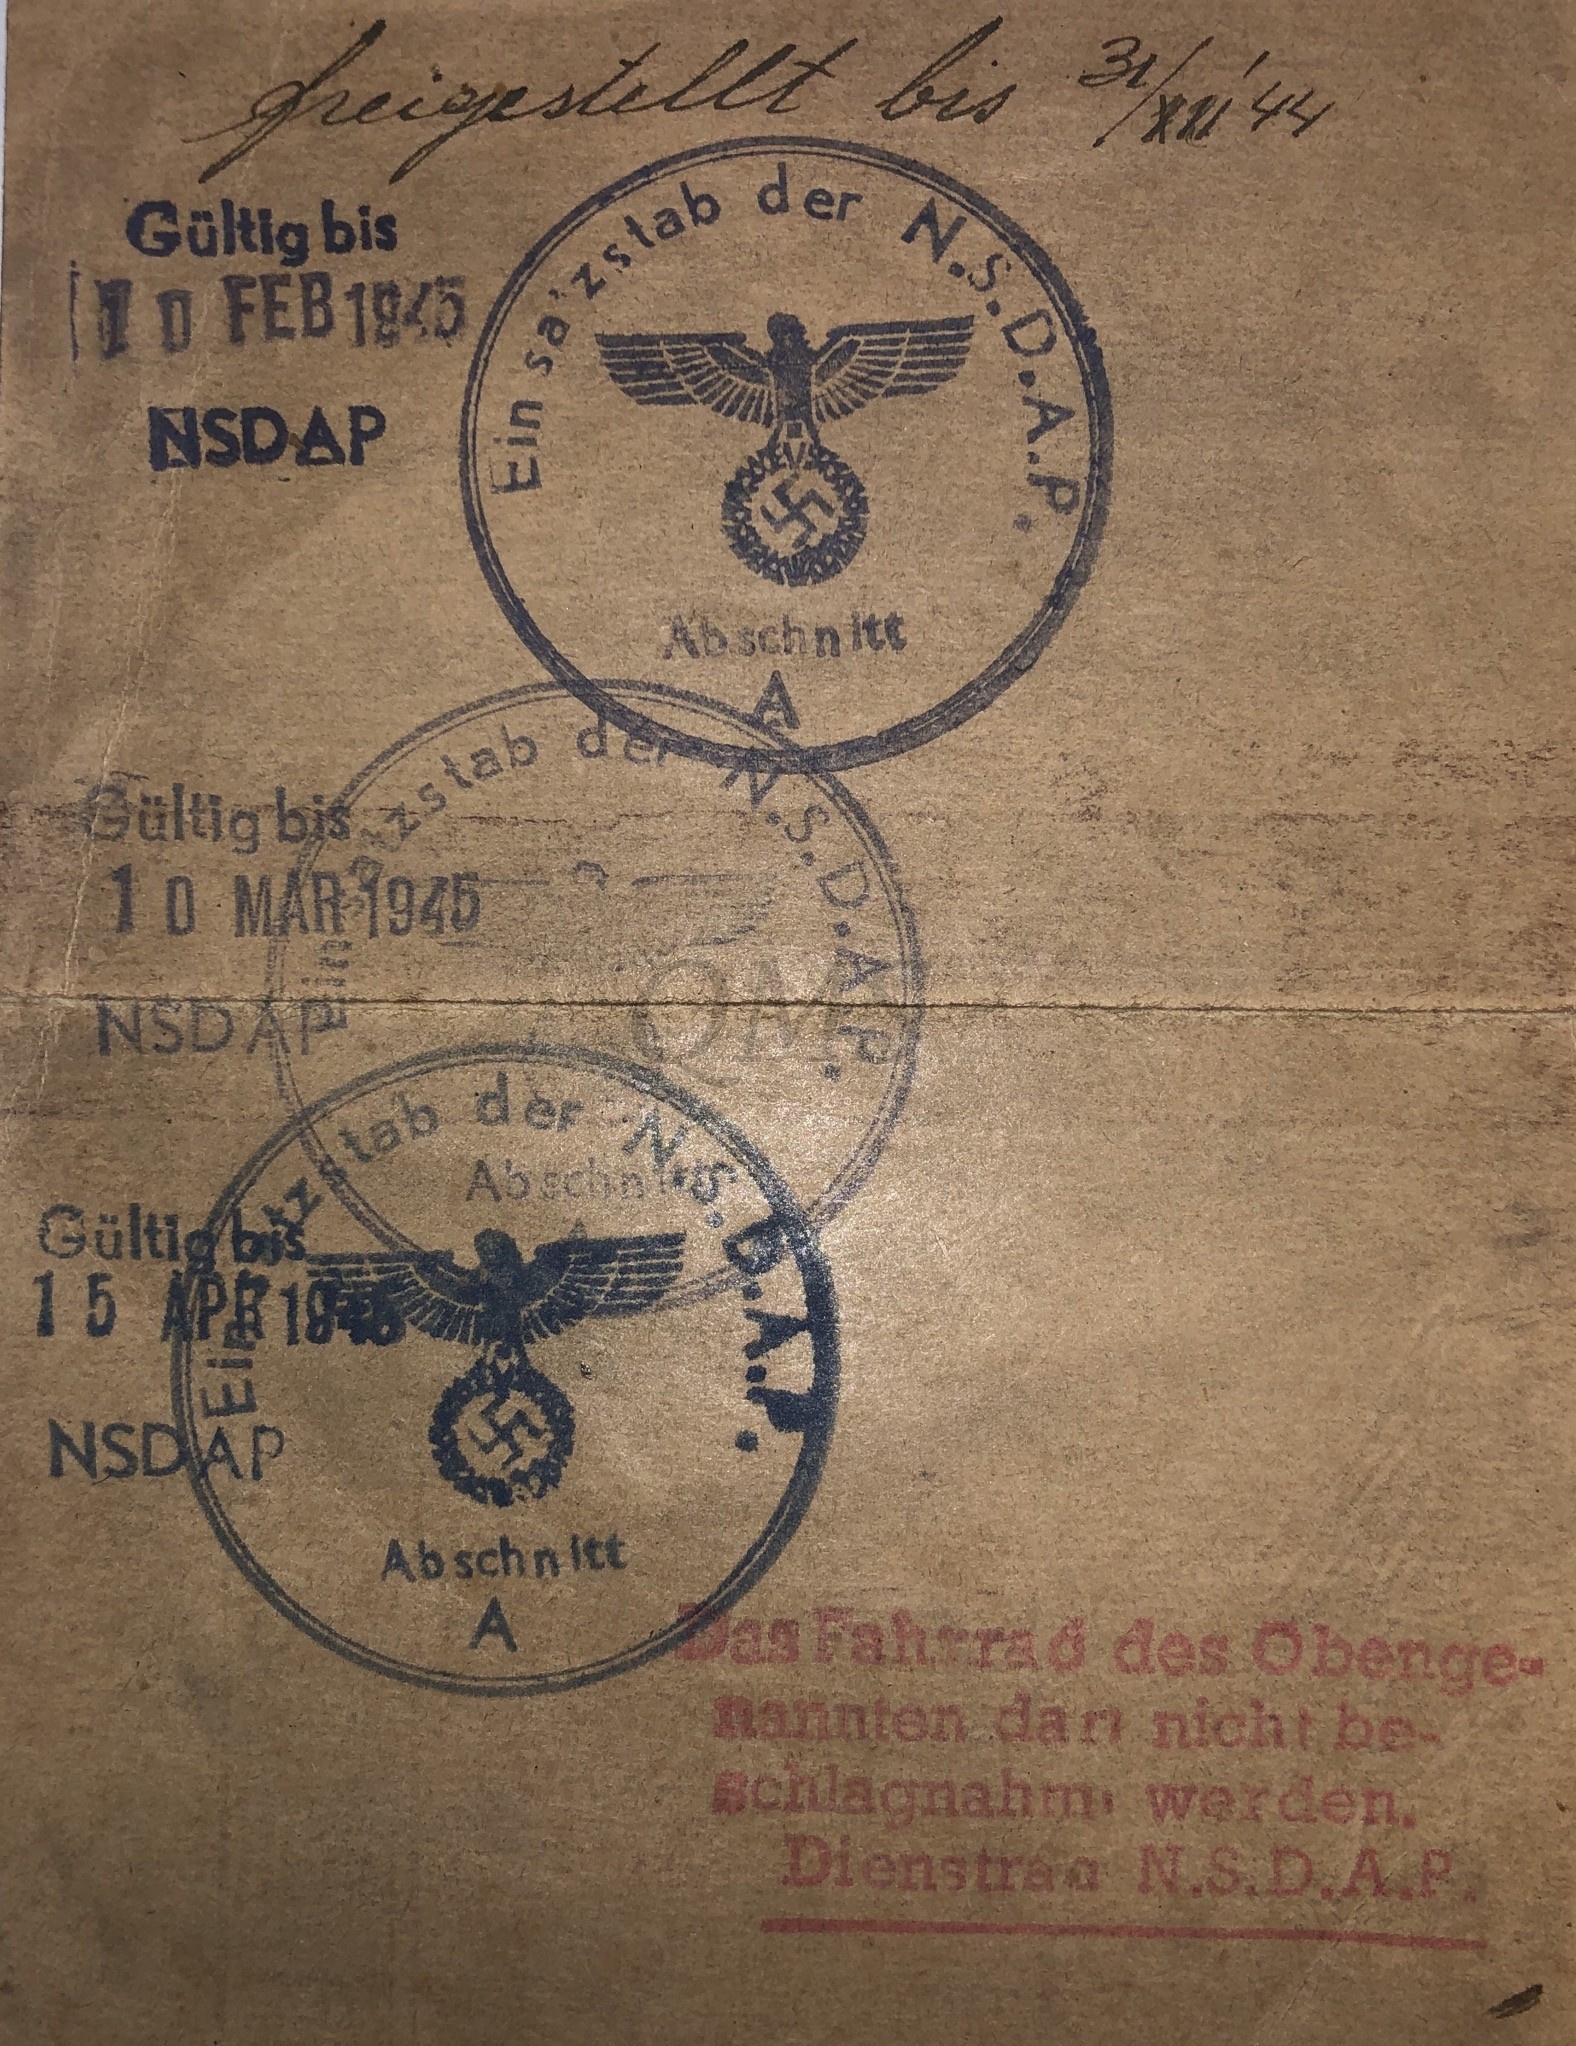 freigestellt bis 31/XII '44
Gültig bis
10 FEB 1945
NSDAP
Einsatzstab der N.S.D.A.P.
Abschnitt
A
Gültig bis
10 MAR 1945
NSDAP
Einsatzstab der N.S.D.A.P.
Abschnitt
A
OM
Gültig bis
15 APR 1945
NSDAP
Einsatzstab der N.S.D.A.P.
Abschnitt
A
Das Fahrrad des Obenge-
nannten darf nicht be-
schlagnahmt werden.
Dienstrad N.S.D.A.P.